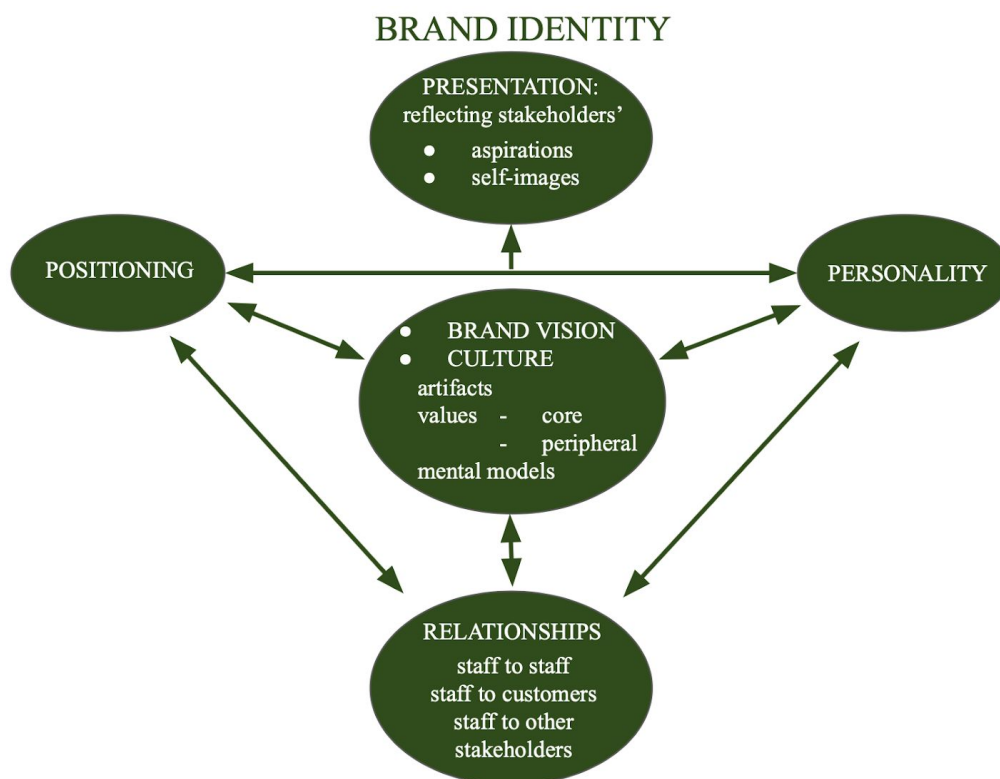 BRAND IDENTITY
PRESENTATION:
reflecting stakeholders’
● aspirations
● self-images
POSITIONING
PERSONALITY
● BRAND VISION
● CULTURE
artifacts
values - core
- peripheral
mental models
RELATIONSHIPS
staff to staff
staff to customers
staff to other
stakeholders